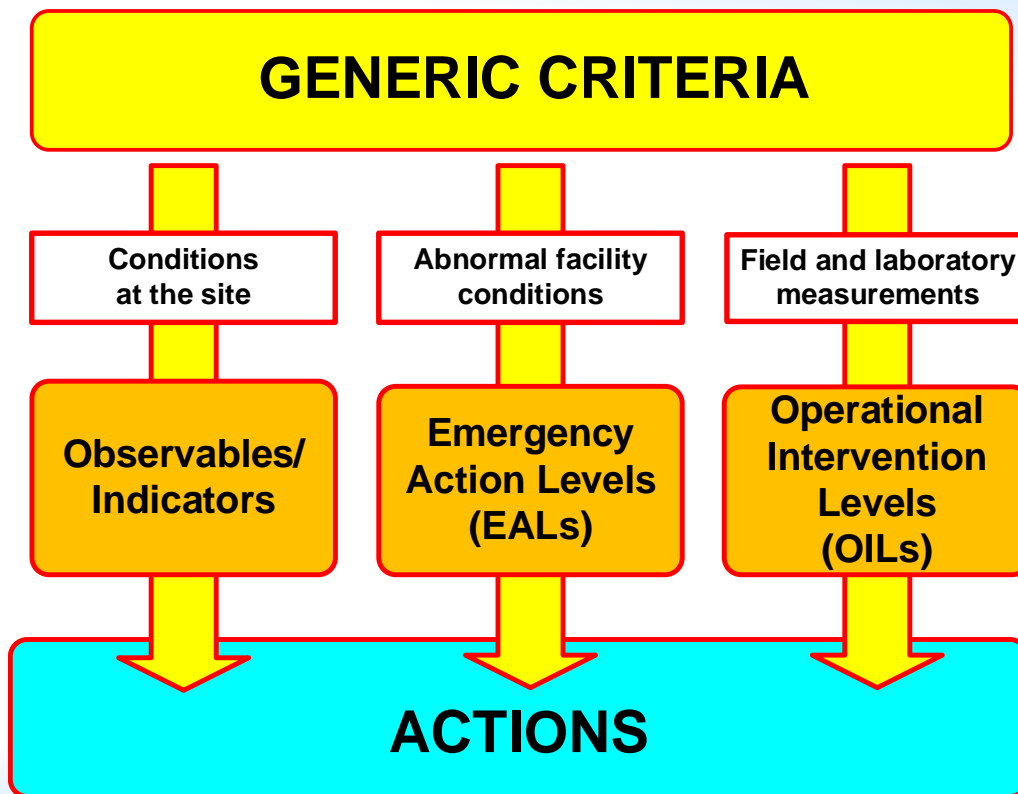 GENERIC CRITERIA
Conditions
at the site
Abnormal facility
conditions
Field and laboratory
measurements
Observables/
Indicators
Emergency
Action Levels
(EALs)
Operational
Intervention
Levels
(OILs)
ACTIONS